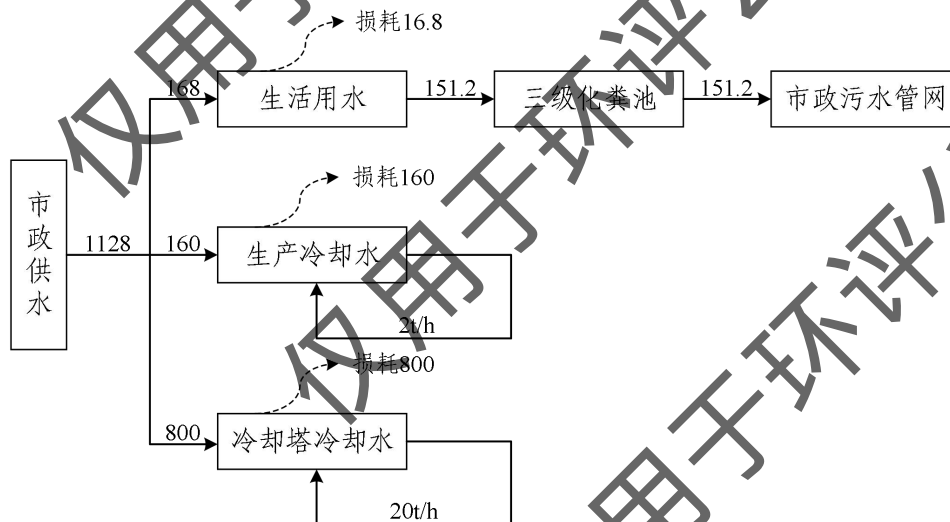 损耗16.8
168
生活用水
151.2
三级化粪池
151.2
市政污水管网
损耗160
市政供水
1128
160
生产冷却水
2t/h
损耗800
800
冷却塔冷却水
20t/h
仅用于环评公
仅用于环评公
用于环评公